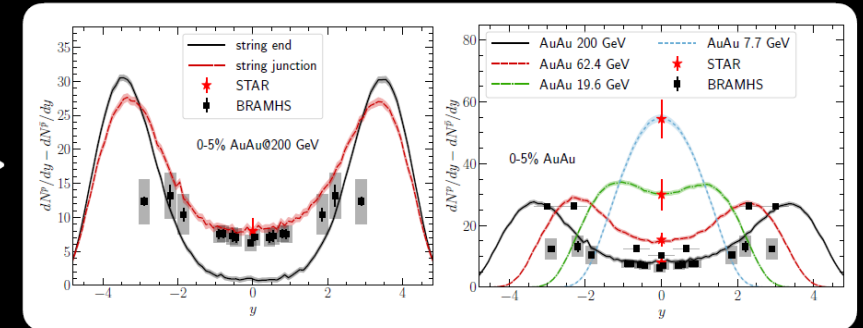 string end
string junction
STAR
BRAMHS
0-5% AuAu@200 GeV
dN^p/dy − dN^p̄/dy
35
30
25
20
15
10
5
0
−4 −2 0 2 4
y
AuAu 200 GeV
AuAu 62.4 GeV
AuAu 19.6 GeV
AuAu 7.7 GeV
STAR
BRAMHS
0-5% AuAu
dN^p/dy − dN^p̄/dy
80
60
40
20
0
−4 −2 0 2 4
y